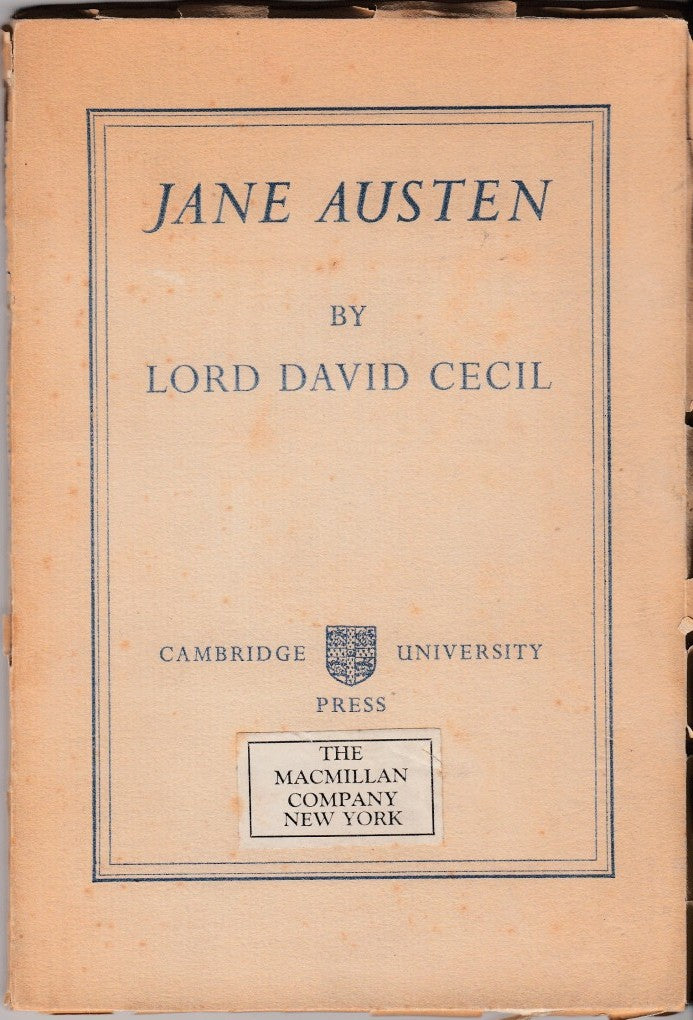 JANE AUSTEN
BY
LORD DAVID CECIL
CAMBRIDGE UNIVERSITY
PRESS
THE
MACMILLAN
COMPANY
NEW YORK